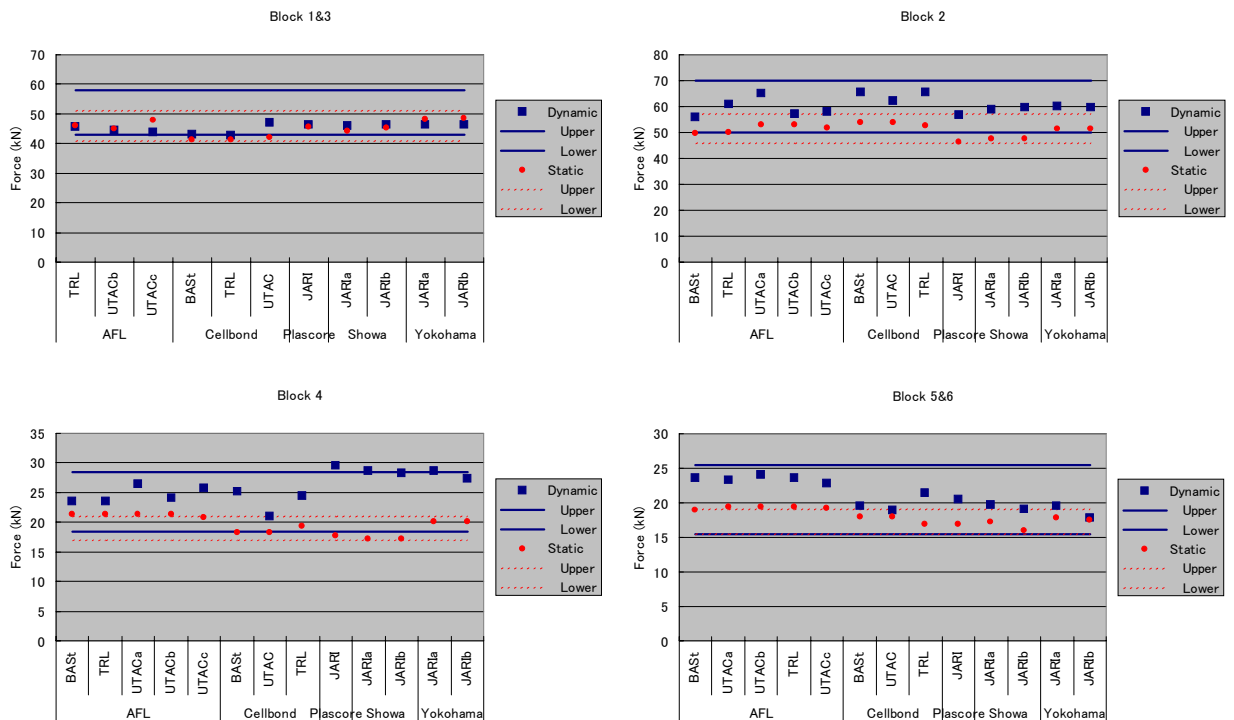 Block 1&3
70
60
50
40
30
20
10
0
Force (kN)
TRL
UTACb
UTACc
BASt
TRL
UTAC
JARI
JARIa
JARIb
JARIa
JARIb
AFL
Cellbond
Plascore
Showa
Yokohama
Dynamic
Upper
Lower
Static
Upper
Lower
Block 2
80
70
60
50
40
30
20
10
0
Force (kN)
BASt
TRL
UTACa
UTACb
UTACc
BASt
UTAC
TRL
JARI
JARIa
JARIb
JARIa
JARIb
AFL
Cellbond
Plascore
Showa
Yokohama
Dynamic
Upper
Lower
Static
Upper
Lower
Block 4
35
30
25
20
15
10
5
0
Force (kN)
BASt
TRL
UTACa
UTACb
UTACc
BASt
UTAC
TRL
JARI
JARIa
JARIb
JARIa
JARIb
AFL
Cellbond
Plascore
Showa
Yokohama
Dynamic
Upper
Lower
Static
Upper
Lower
Block 5&6
30
25
20
15
10
5
0
Force (kN)
BASt
UTACa
UTACb
TRL
UTACc
BASt
UTAC
TRL
JARI
JARIa
JARIb
JARIa
JARIb
AFL
Cellbond
Plascore
Showa
Yokohama
Dynamic
Upper
Lower
Static
Upper
Lower